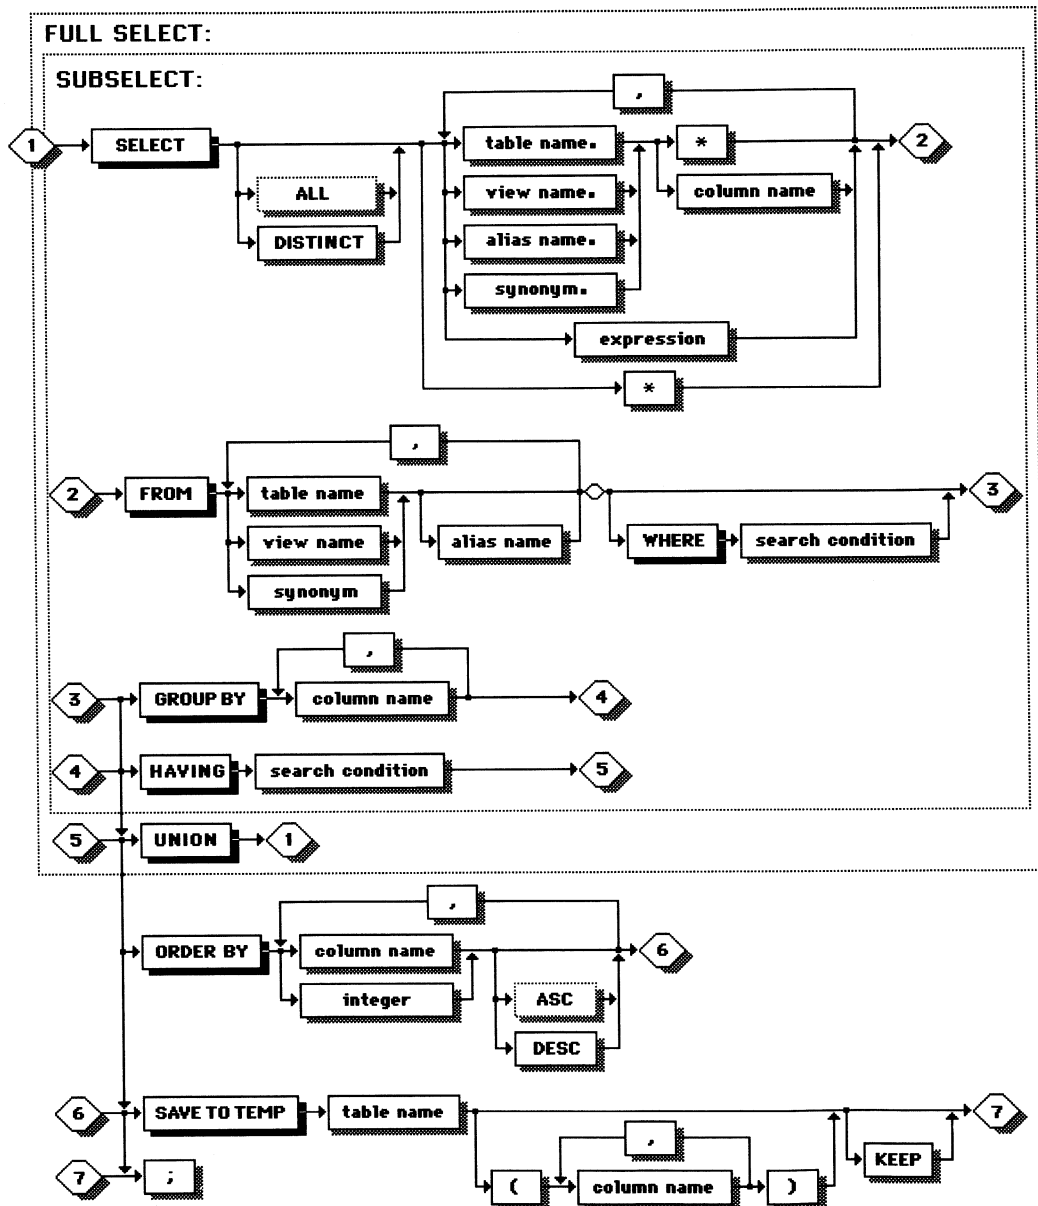 FULL SELECT:
SUBSELECT:
,
1 SELECT table name. * 2
ALL view name. column name
DISTINCT alias name.
synonym.
expression
*
,
2 FROM table name 3
view name alias name WHERE search condition
synonym
,
3 GROUP BY column name 4
4 HAVING search condition 5
5 UNION 1
,
ORDER BY column name 6
integer ASC
DESC
6 SAVE TO TEMP table name 7
,
KEEP
7 ; ( column name )